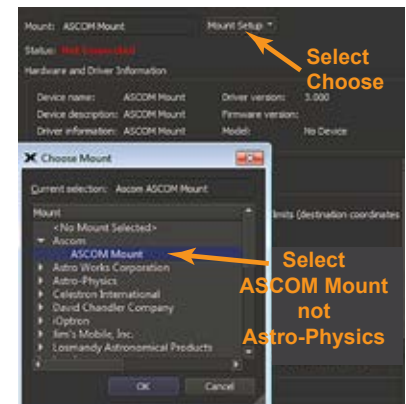 Mount: ASCOM Mount Mount Setup
Status: Not Connected
Select
Choose
Hardware and Driver Information
Device name: ASCOM Mount Driver version: 3.000
Device description: ASCOM Mount Firmware version:
Driver information: ASCOM Mount Model: No Device
Choose Mount
Current selection: Ascom ASCOM Mount
Mount
<No Mount Selected>
Ascom
ASCOM Mount
Astro Works Corporation
Astro-Physics
Celestron International
David Chandler Company
iOptron
Jim's Mobile, Inc.
Losmandy Astronomical Products
limits (destination coordinates
Select
ASCOM Mount
not
Astro-Physics
OK Cancel